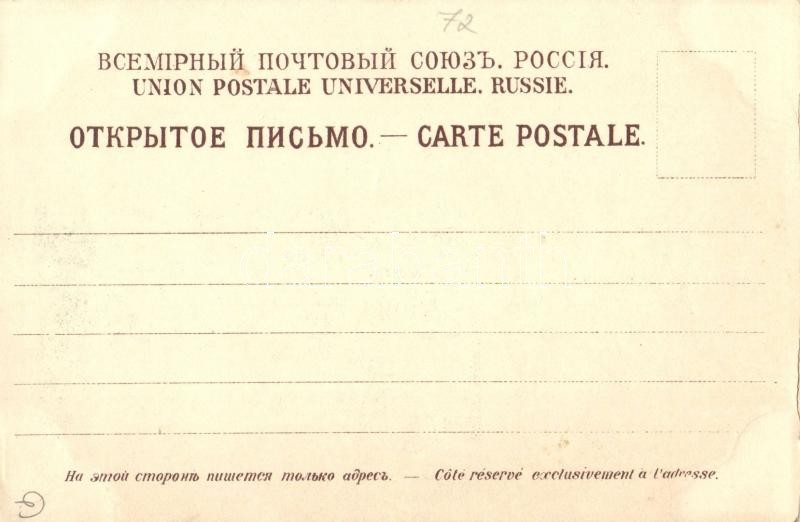 72
ВСЕМІРНЫЙ ПОЧТОВЫЙ СОЮЗЪ. РОССІЯ.
UNION POSTALE UNIVERSELLE. RUSSIE.
ОТКРЫТОЕ ПИСЬМО. — CARTE POSTALE.
На этой сторонѣ пишется только адресъ. — Côté réservé exclusivement à l'adresse.